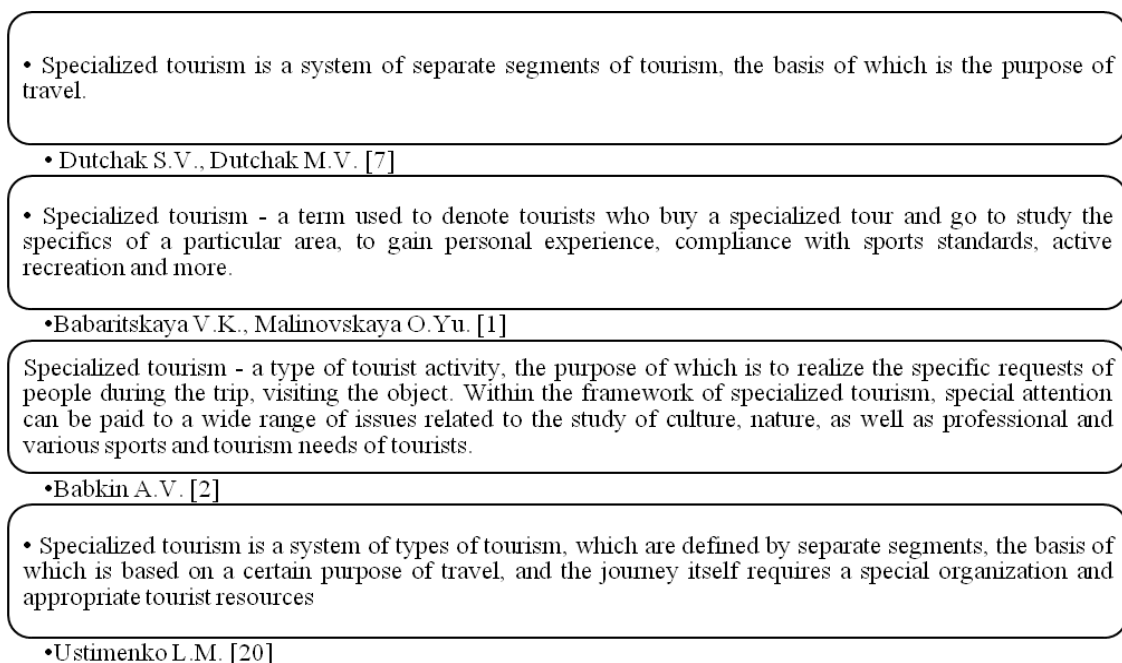 • Specialized tourism is a system of separate segments of tourism, the basis of which is the purpose of
travel.
• Dutchak S.V., Dutchak M.V. [7]
• Specialized tourism - a term used to denote tourists who buy a specialized tour and go to study the
specifics of a particular area, to gain personal experience, compliance with sports standards, active
recreation and more.
•Babaritskaya V.K., Malinovskaya O.Yu. [1]
Specialized tourism - a type of tourist activity, the purpose of which is to realize the specific requests of
people during the trip, visiting the object. Within the framework of specialized tourism, special attention
can be paid to a wide range of issues related to the study of culture, nature, as well as professional and
various sports and tourism needs of tourists.
•Babkin A.V. [2]
• Specialized tourism is a system of types of tourism, which are defined by separate segments, the basis of
which is based on a certain purpose of travel, and the journey itself requires a special organization and
appropriate tourist resources
•Ustimenko L.M. [20]